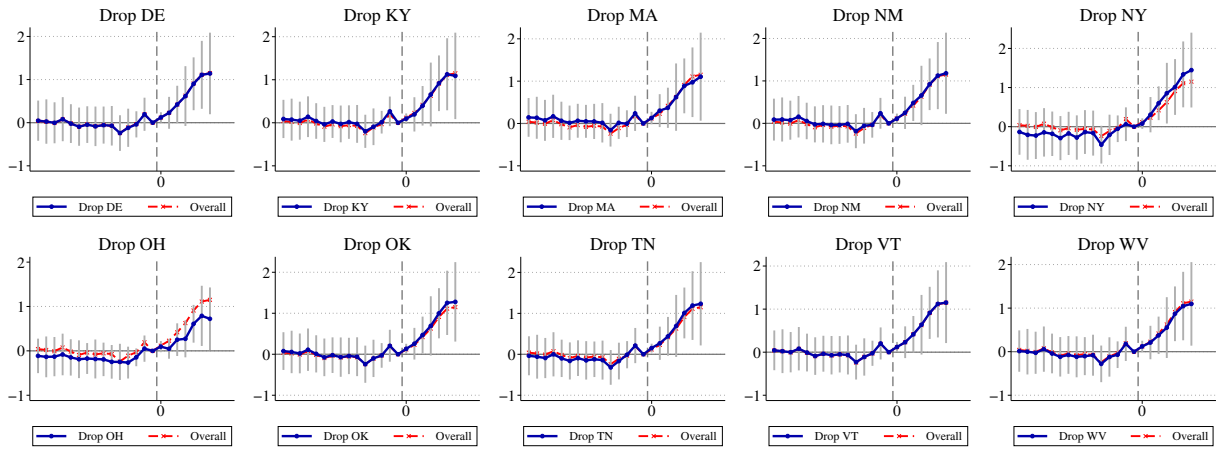 Drop DE Drop KY Drop MA Drop NM Drop NY
2 2 2 2 2
1 1 1 1 1
0 0 0 0 0
−1 −1 −1 −1 −1
0 0 0 0 0
Drop DE Overall Drop KY Overall Drop MA Overall Drop NM Overall Drop NY Overall
Drop OH Drop OK Drop TN Drop VT Drop WV
2 2 2 2 2
1 1 1 1 1
0 0 0 0 0
−1 −1 −1 −1 −1
0 0 0 0 0
Drop OH Overall Drop OK Overall Drop TN Overall Drop VT Overall Drop WV Overall